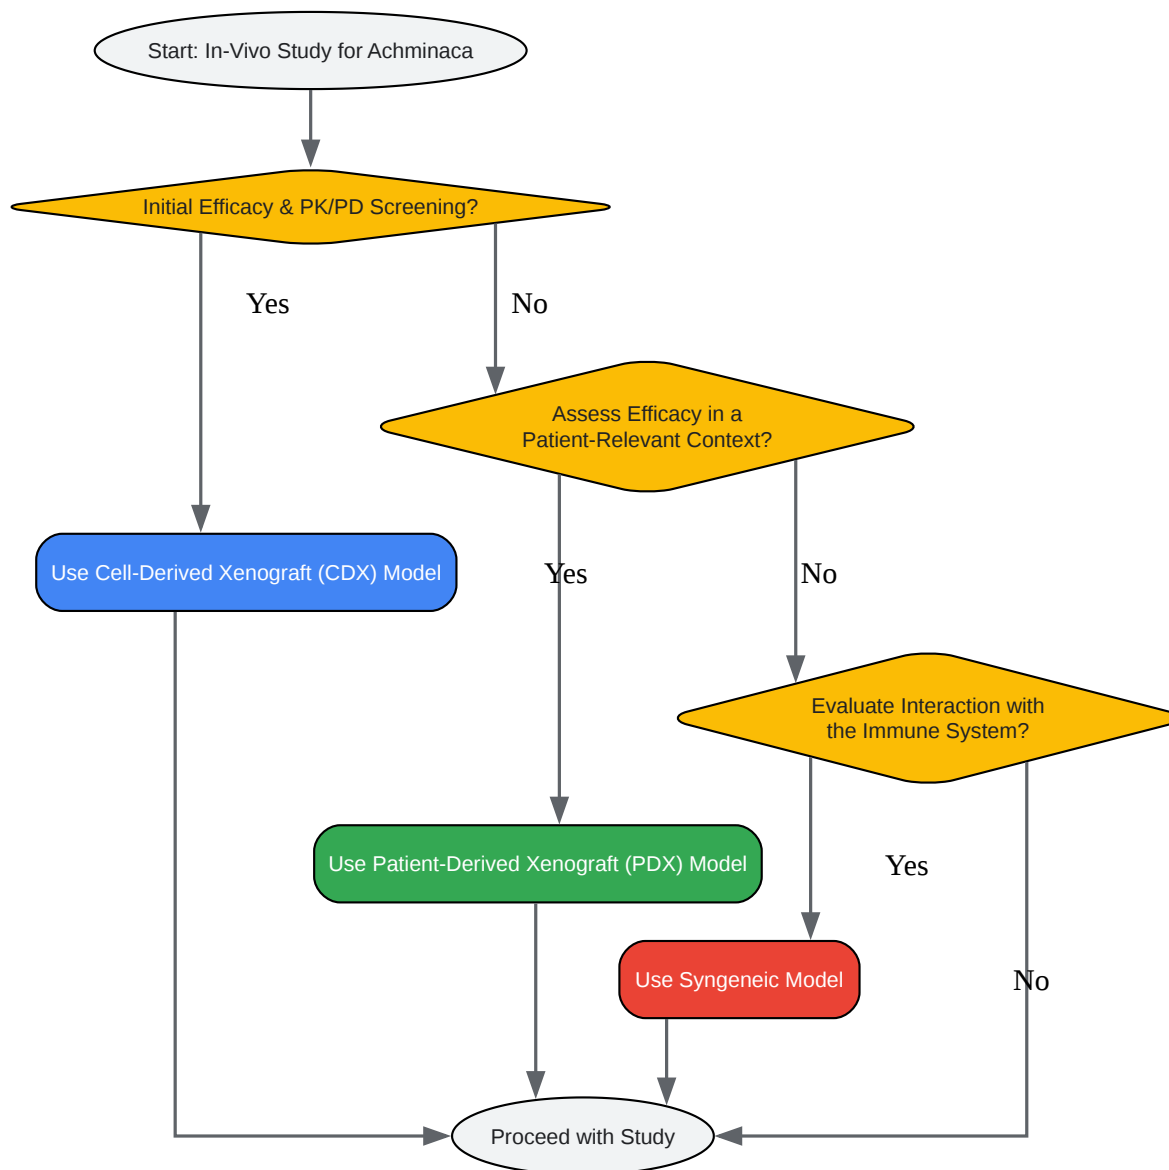 Start: In-Vivo Study for Achminaca
Initial Efficacy & PK/PD Screening?
Yes
No
Assess Efficacy in a
Patient-Relevant Context?
Use Cell-Derived Xenograft (CDX) Model
Yes
No
Evaluate Interaction with
the Immune System?
Use Patient-Derived Xenograft (PDX) Model
Yes
Use Syngeneic Model
No
Proceed with Study